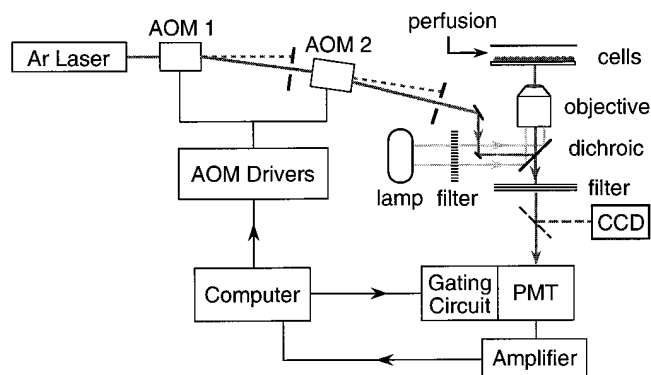 AOM 1
Ar Laser
AOM 2
perfusion
cells
objective
dichroic
lamp
filter
filter
CCD
AOM Drivers
Computer
Gating
Circuit
PMT
Amplifier